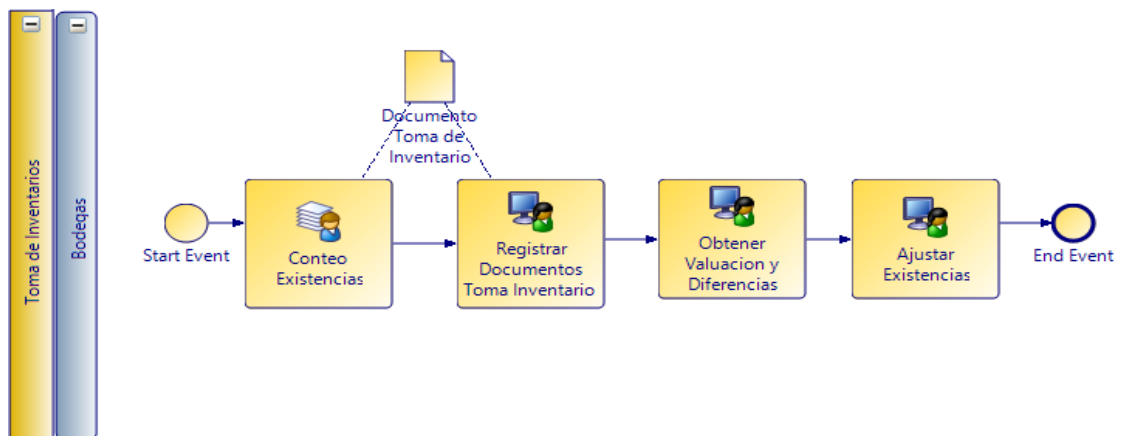 Toma de Inventarios
Bodegas
Documento
Toma de
Inventario
Start Event
Conteo
Existencias
Registrar
Documentos
Toma Inventario
Obtener
Valuacion y
Diferencias
Ajustar
Existencias
End Event